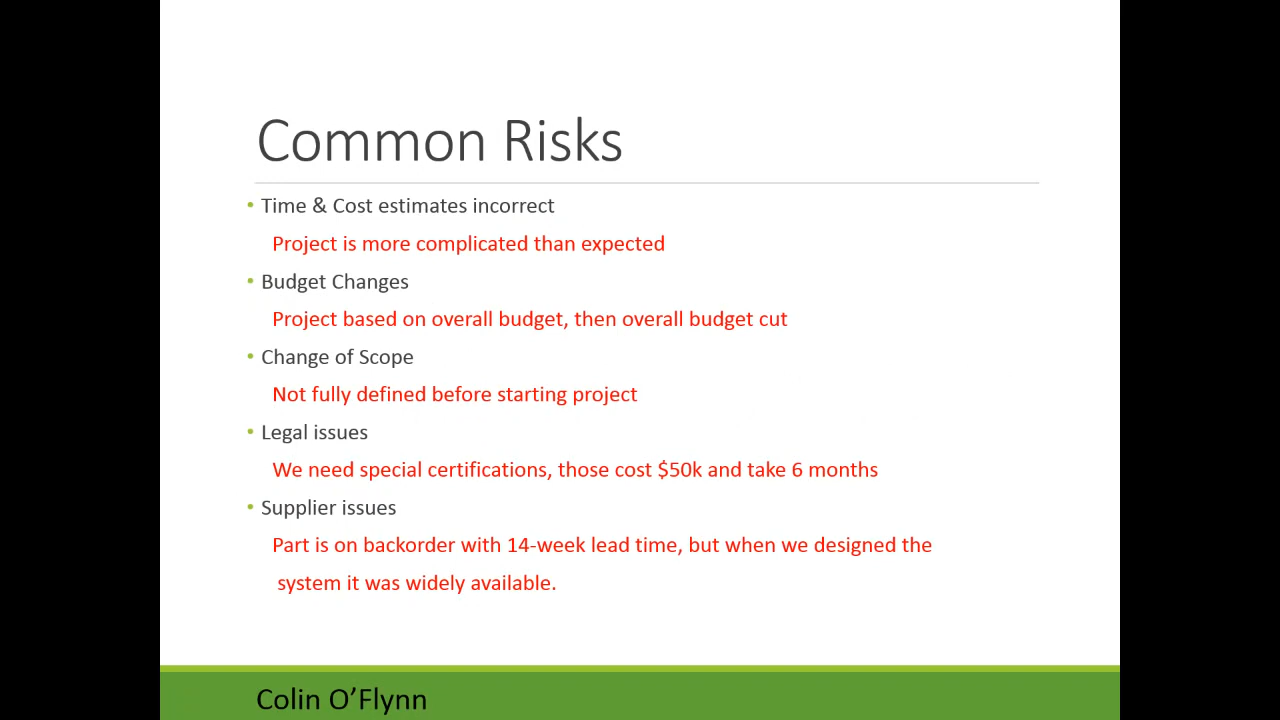 Common Risks
• Time & Cost estimates incorrect
Project is more complicated than expected
• Budget Changes
Project based on overall budget, then overall budget cut
• Change of Scope
Not fully defined before starting project
• Legal issues
We need special certifications, those cost $50k and take 6 months
• Supplier issues
Part is on backorder with 14-week lead time, but when we designed the
system it was widely available.
Colin O’Flynn